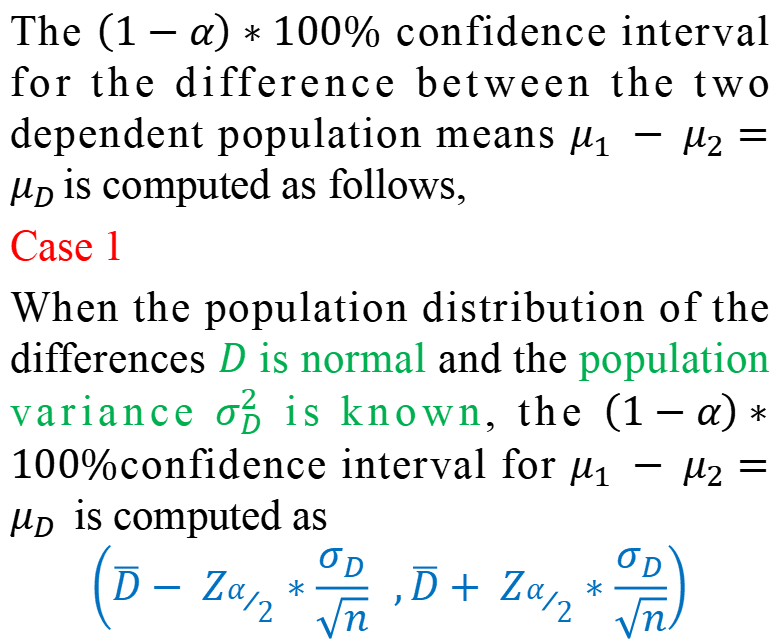 The (1 − α) ∗ 100% confidence interval
for the difference between the two
dependent population means μ₁ − μ₂ =
μ_D is computed as follows,
Case 1
When the population distribution of the
differences D is normal and the population
variance σ_D² is known, the (1 − α) ∗
100%confidence interval for μ₁ − μ₂ =
μ_D is computed as
(D̅ − Z_{α/2} ∗ σ_D/√n , D̅ + Z_{α/2} ∗ σ_D/√n)